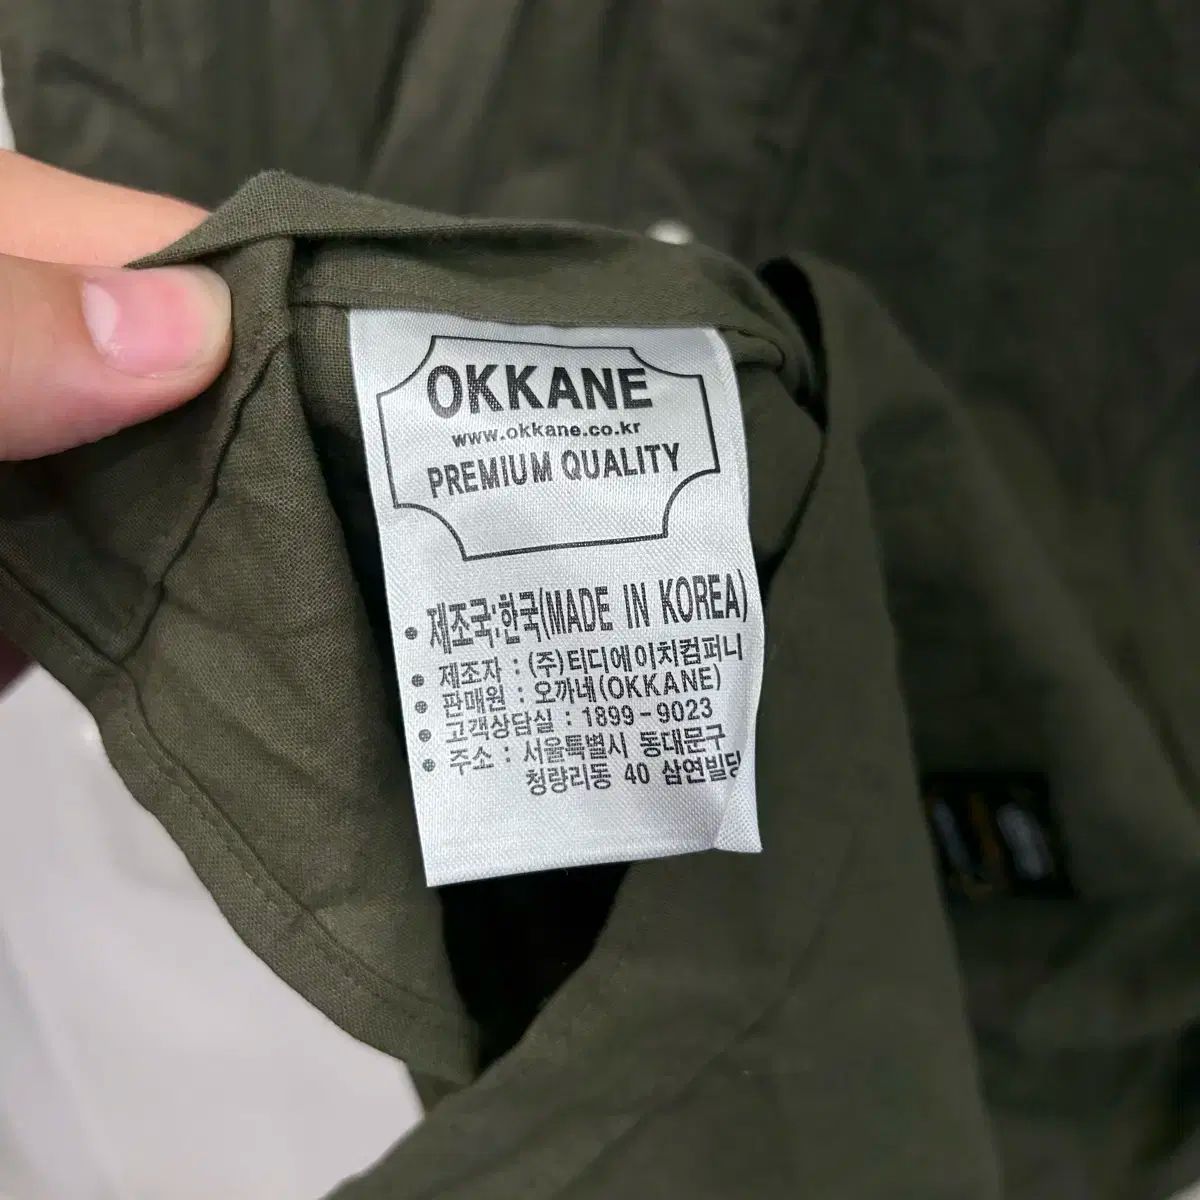 OKKANE
www.okkane.co.kr
PREMIUM QUALITY
• 제조국:한국(MADE IN KOREA)
• 제조자 : (주)티디에이치컴퍼니
• 판매원 : 오까네(OKKANE)
• 고객상담실 : 1899-9023
• 주소 : 서울특별시 동대문구
청량리동 40 삼연빌딩